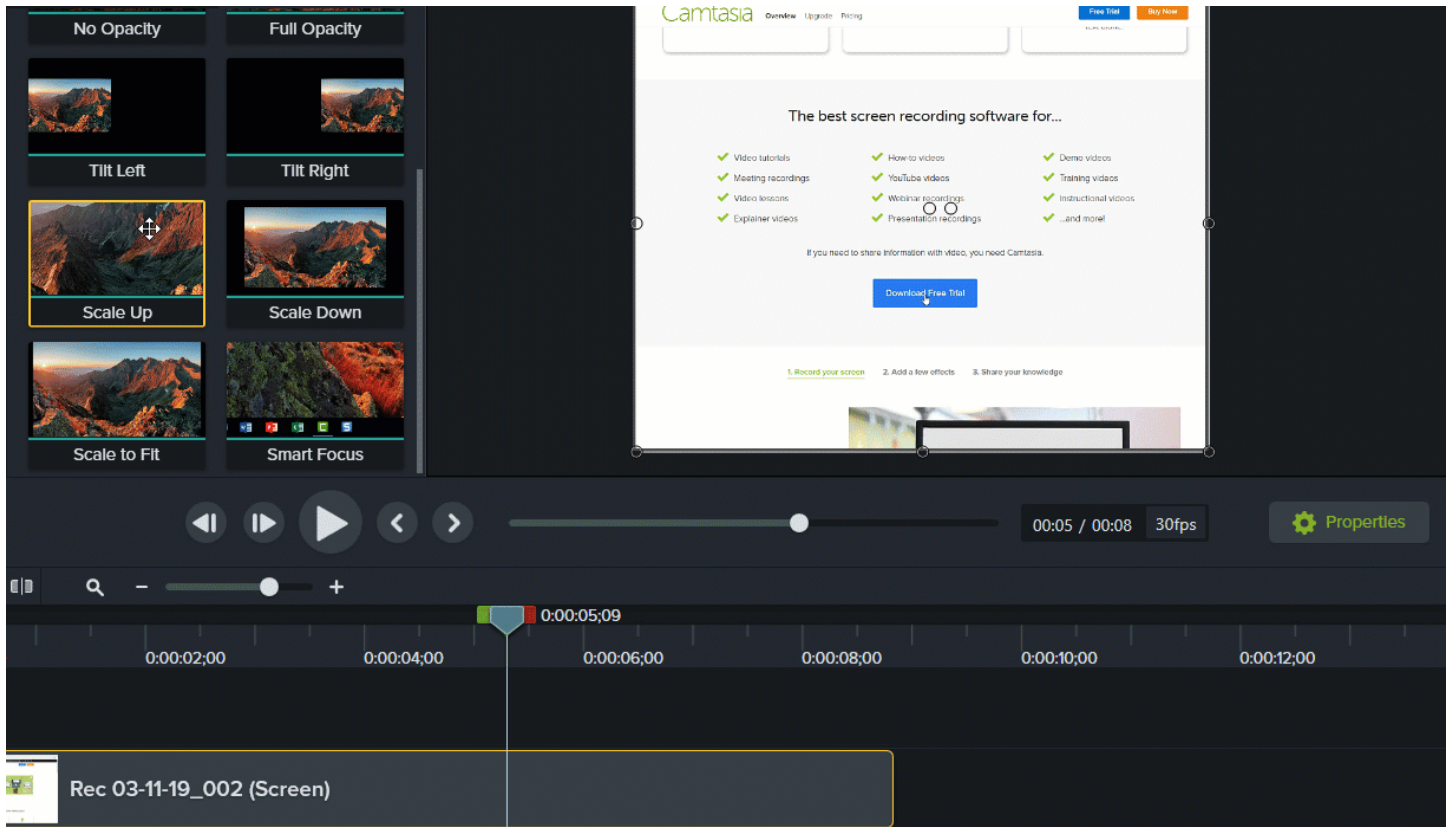 No Opacity
Full Opacity
Tilt Left
Tilt Right
Scale Up
Scale Down
Scale to Fit
Smart Focus
Camtasia Overview Upgrade Pricing Free Trial Buy Now
The best screen recording software for...
Video tutorials
How-to videos
Demo videos
Meeting recordings
YouTube videos
Training videos
Video lessons
Webinar recordings
Instructional videos
Explainer videos
Presentation recordings
...and more!
If you need to share information with video, you need Camtasia.
Download Free Trial
1. Record your screen 2. Add a few effects 3. Share your knowledge
00:05 / 00:08 30fps
Properties
0:00:05;09
0:00:02;00 0:00:04;00 0:00:06;00 0:00:08;00 0:00:10;00 0:00:12;00
Rec 03-11-19_002 (Screen)